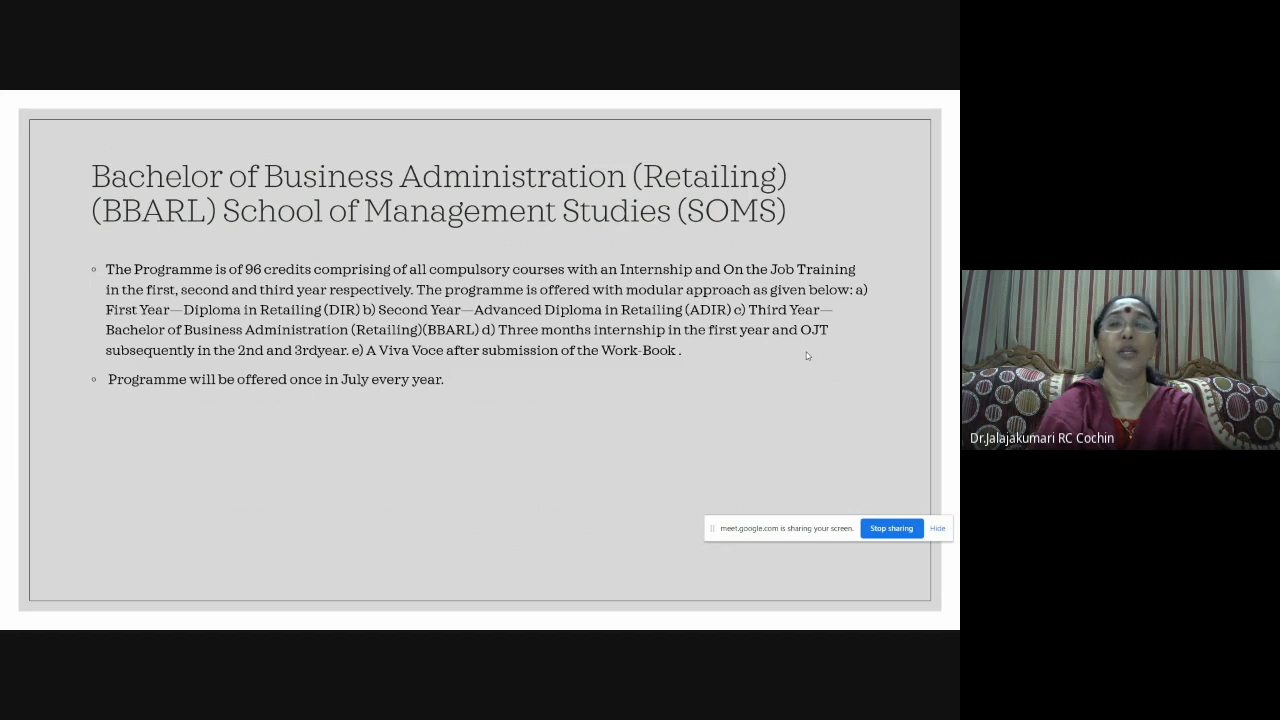 Bachelor of Business Administration (Retailing)
(BBARL) School of Management Studies (SOMS)
The Programme is of 96 credits comprising of all compulsory courses with an Internship and On the Job Training
in the first, second and third year respectively. The programme is offered with modular approach as given below: a)
First Year—Diploma in Retailing (DIR) b) Second Year—Advanced Diploma in Retailing (ADIR) c) Third Year—
Bachelor of Business Administration (Retailing)(BBARL) d) Three months internship in the first year and OJT
subsequently in the 2nd and 3rdyear. e) A Viva Voce after submission of the Work-Book .
Programme will be offered once in July every year.
meet.google.com is sharing your screen. Stop sharing Hide
Dr.Jalajakumari RC Cochin